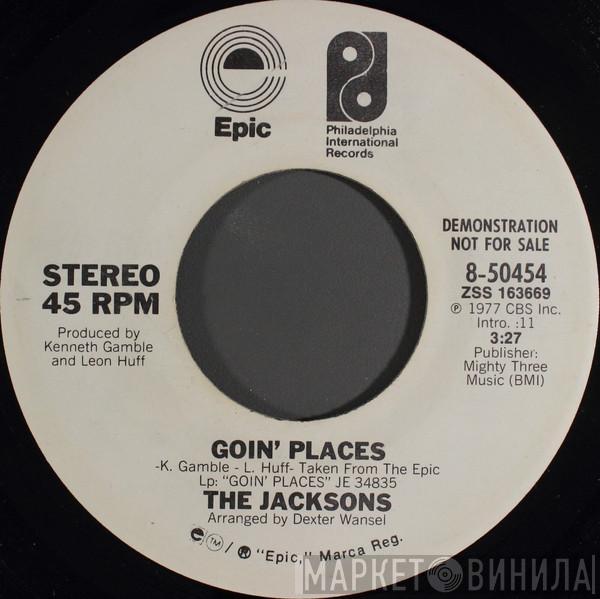 Epic
Philadelphia
International
Records
DEMONSTRATION
NOT FOR SALE
STEREO
45 RPM
Produced by
Kenneth Gamble
and Leon Huff
8-50454
ZSS 163669
℗ 1977 CBS Inc.
Intro. :11
3:27
Publisher:
Mighty Three
Music (BMI)
GOIN' PLACES
-K. Gamble - L. Huff- Taken From The Epic
Lp: "GOIN' PLACES" JE 34835
THE JACKSONS
Arranged by Dexter Wansel
e ™ / ® "Epic," Marca Reg.
МАРКЕТ ВИНИЛА